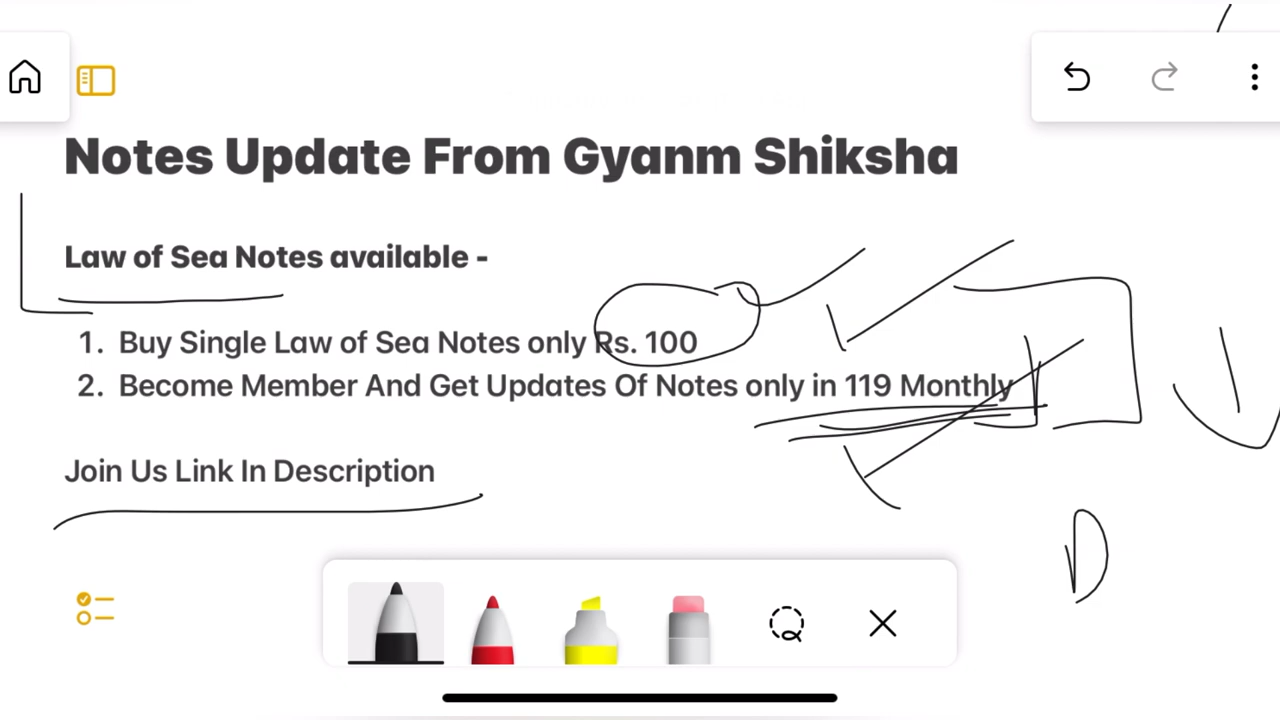 Notes Update From Gyanm Shiksha
Law of Sea Notes available -
1. Buy Single Law of Sea Notes only Rs. 100
2. Become Member And Get Updates Of Notes only in 119 Monthly
Join Us Link In Description
D